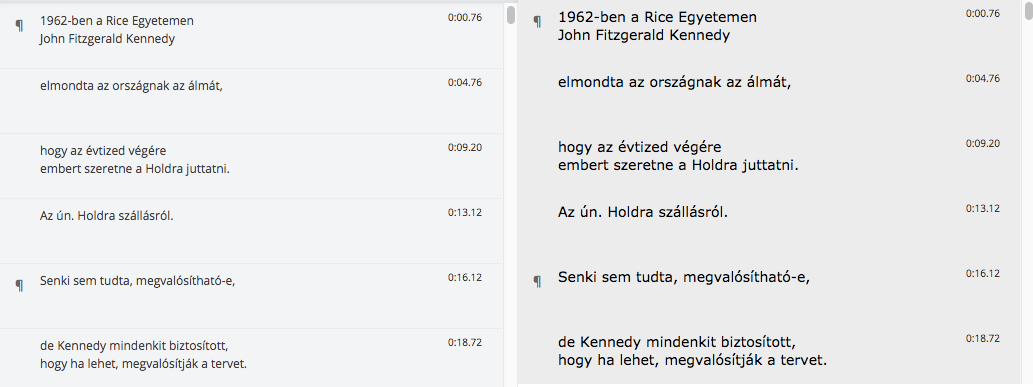 ¶ 1962-ben a Rice Egyetemen 0:00.76
John Fitzgerald Kennedy
elmondta az országnak az álmát, 0:04.76
hogy az évtized végére 0:09.20
embert szeretne a Holdra juttatni.
Az ún. Holdra szállásról. 0:13.12
¶ Senki sem tudta, megvalósítható-e, 0:16.12
de Kennedy mindenkit biztosított, 0:18.72
hogy ha lehet, megvalósítják a tervet.
¶ 1962-ben a Rice Egyetemen 0:00.76
John Fitzgerald Kennedy
elmondta az országnak az álmát, 0:04.76
hogy az évtized végére 0:09.20
embert szeretne a Holdra juttatni.
Az ún. Holdra szállásról. 0:13.12
¶ Senki sem tudta, megvalósítható-e, 0:16.12
de Kennedy mindenkit biztosított, 0:18.72
hogy ha lehet, megvalósítják a tervet.